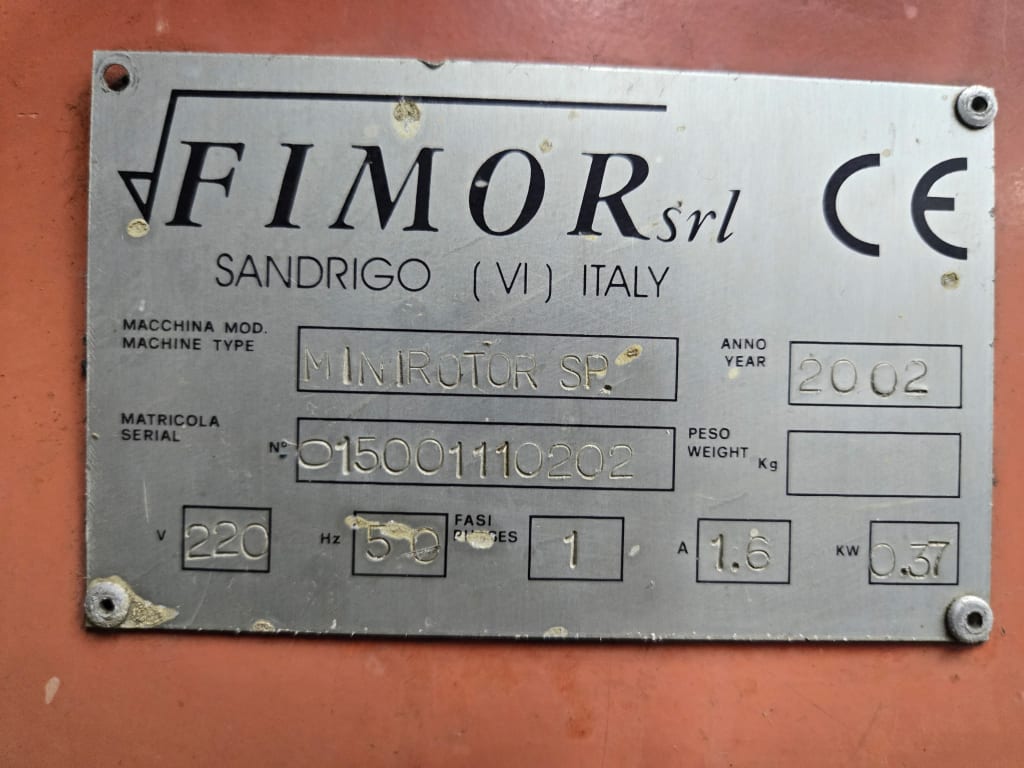 FIMOR srl CE
SANDRIGO (VI) ITALY
MACCHINA MOD.
MACHINE TYPE
MINIROTOR SP.
ANNO
YEAR
2002
MATRICOLA
SERIAL
N° 015001110202
PESO
WEIGHT Kg
V 220
Hz 50
FASI
1
A 1.6
KW 0.37